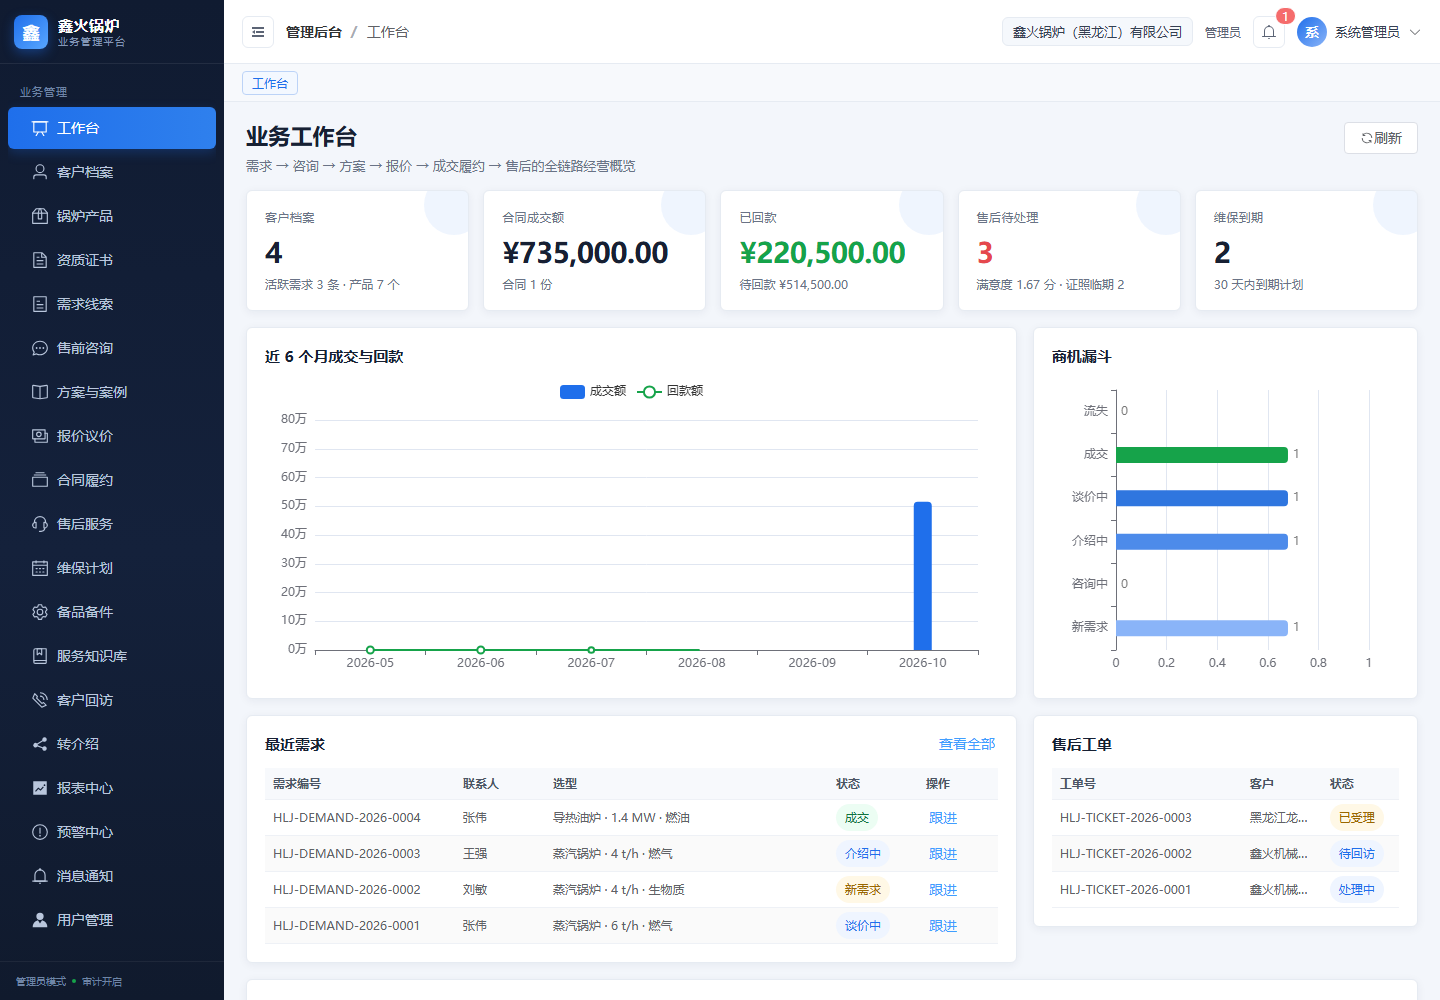 鑫
鑫火锅炉
业务管理平台
业务管理
工作台
客户档案
锅炉产品
资质证书
需求线索
售前咨询
方案与案例
报价议价
合同履约
售后服务
维保计划
备品备件
服务知识库
客户回访
转介绍
报表中心
预警中心
消息通知
用户管理
管理员模式 • 审计开启
管理后台 / 工作台
鑫火锅炉（黑龙江）有限公司
管理员
1
系
系统管理员
工作台
业务工作台
需求 → 咨询 → 方案 → 报价 → 成交履约 → 售后的全链路经营概览
刷新
客户档案
4
活跃需求 3 条 · 产品 7 个
合同成交额
¥735,000.00
合同 1 份
已回款
¥220,500.00
待回款 ¥514,500.00
售后待处理
3
满意度 1.67 分 · 证照临期 2
维保到期
2
30 天内到期计划
近 6 个月成交与回款
成交额 回款额
80万
70万
60万
50万
40万
30万
20万
10万
0万
2026-05 2026-06 2026-07 2026-08 2026-09 2026-10
商机漏斗
流失 0
成交 1
谈价中 1
介绍中 1
咨询中 0
新需求 1
0 0.2 0.4 0.6 0.8 1
最近需求 查看全部
需求编号 联系人 选型 状态 操作
HLJ-DEMAND-2026-0004 张伟 导热油炉 · 1.4 MW · 燃油 成交 跟进
HLJ-DEMAND-2026-0003 王强 蒸汽锅炉 · 4 t/h · 燃气 介绍中 跟进
HLJ-DEMAND-2026-0002 刘敏 蒸汽锅炉 · 4 t/h · 生物质 新需求 跟进
HLJ-DEMAND-2026-0001 张伟 蒸汽锅炉 · 6 t/h · 燃气 谈价中 跟进
售后工单
工单号 客户 状态
HLJ-TICKET-2026-0003 黑龙江龙... 已受理
HLJ-TICKET-2026-0002 鑫火机械... 待回访
HLJ-TICKET-2026-0001 鑫火机械... 处理中